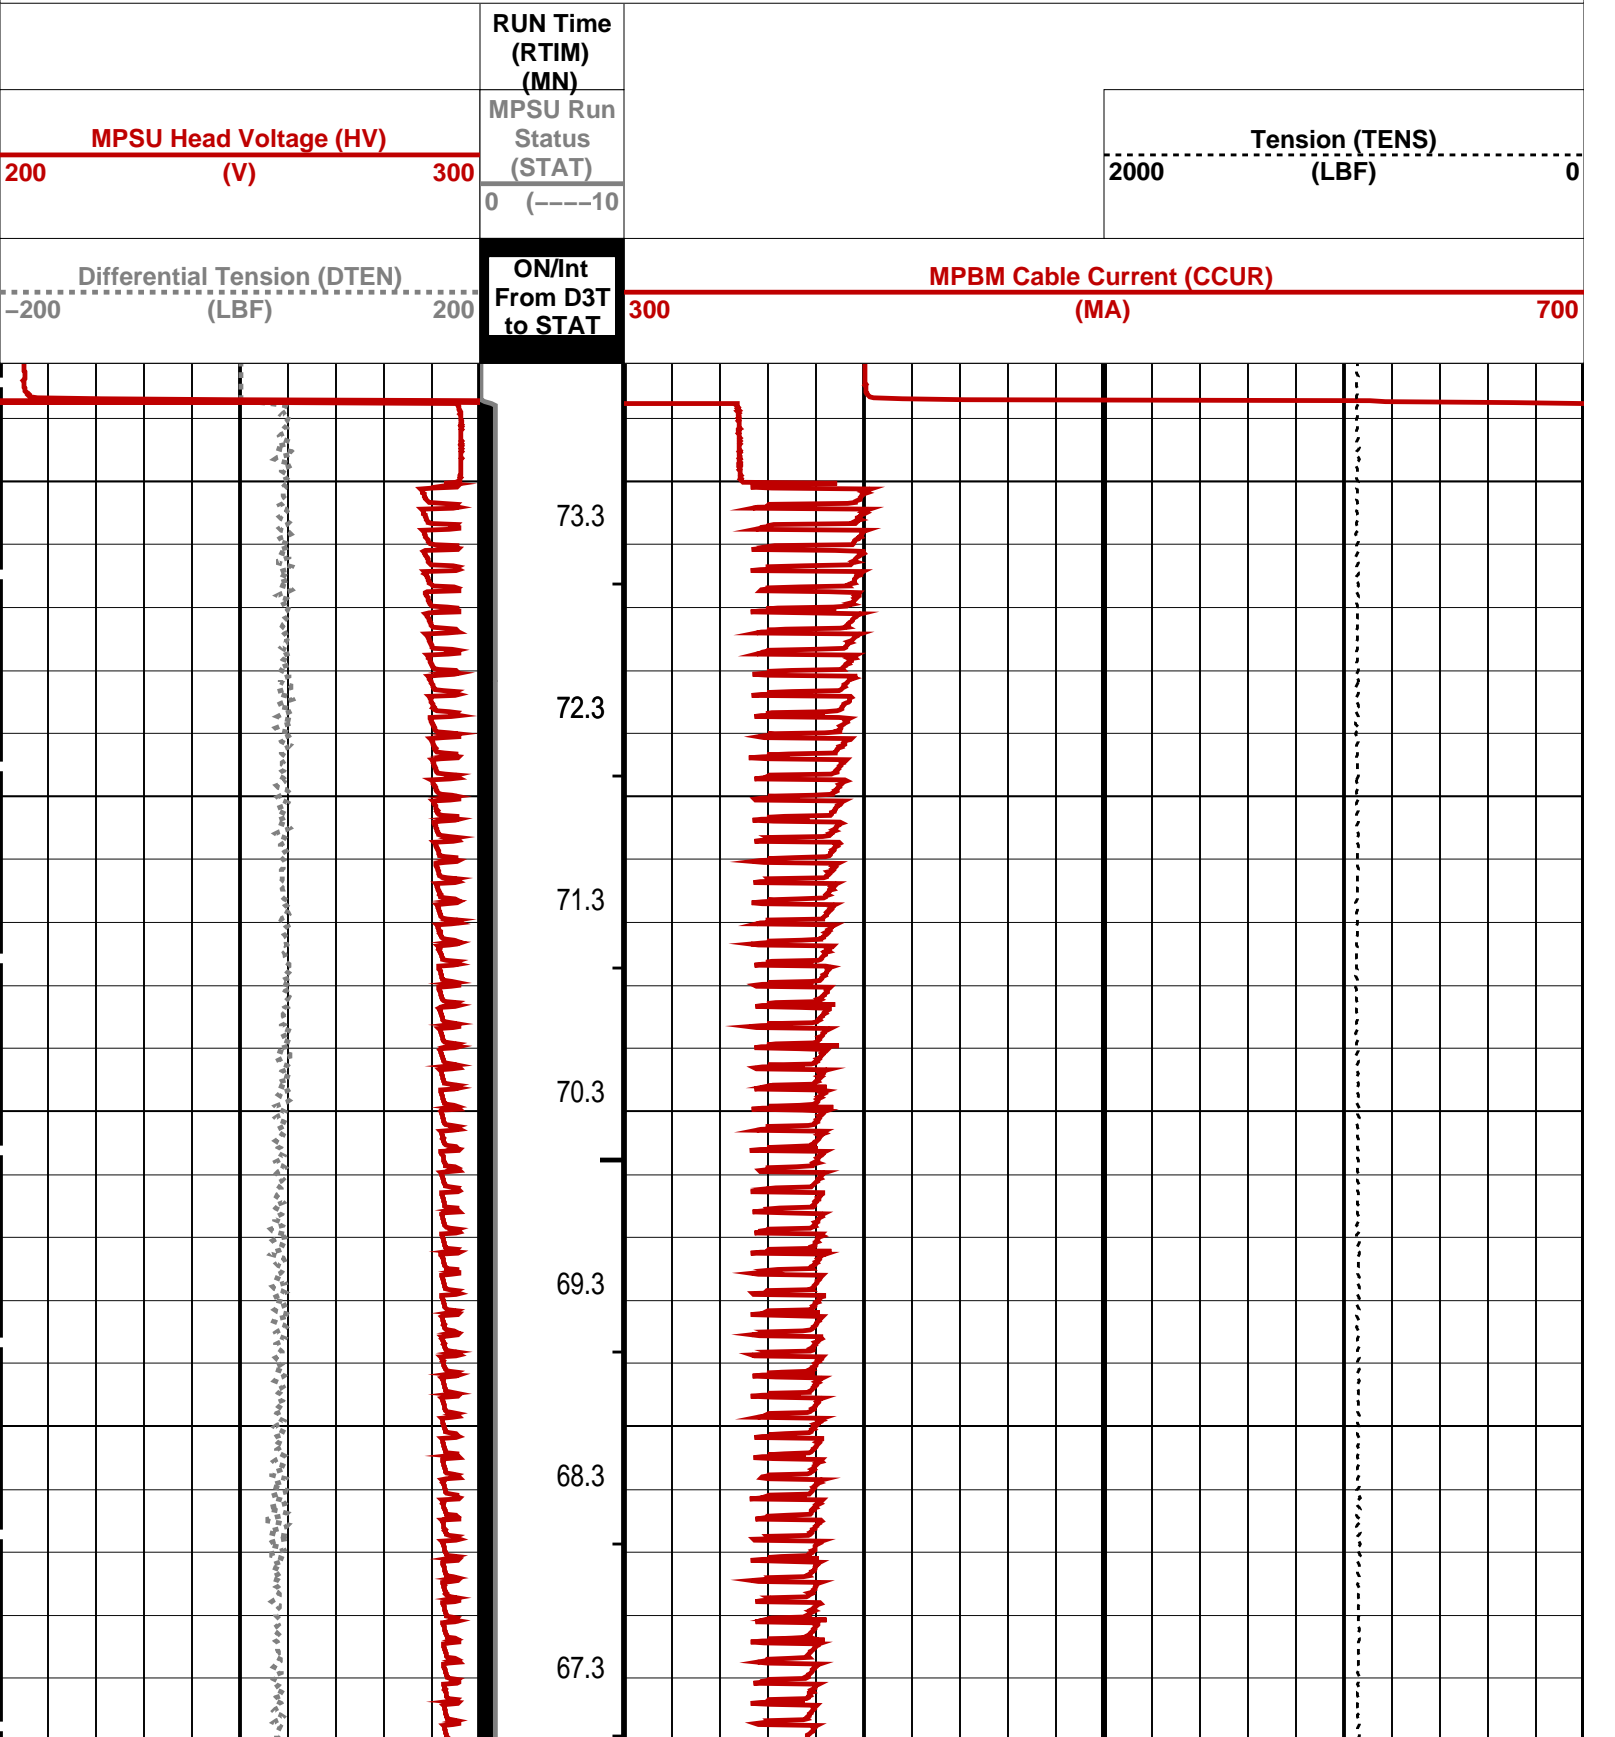 RUN Time
(RTIM)
(MN)
MPSU Head Voltage (HV)
200 (V) 300
MPSU Run
Status
(STAT)
0 (−−−−10
Tension (TENS)
2000 (LBF) 0
Differential Tension (DTEN)
−200 (LBF) 200
ON/Int
From D3T
to STAT
MPBM Cable Current (CCUR)
300 (MA) 700
73.3
72.3
71.3
70.3
69.3
68.3
67.3